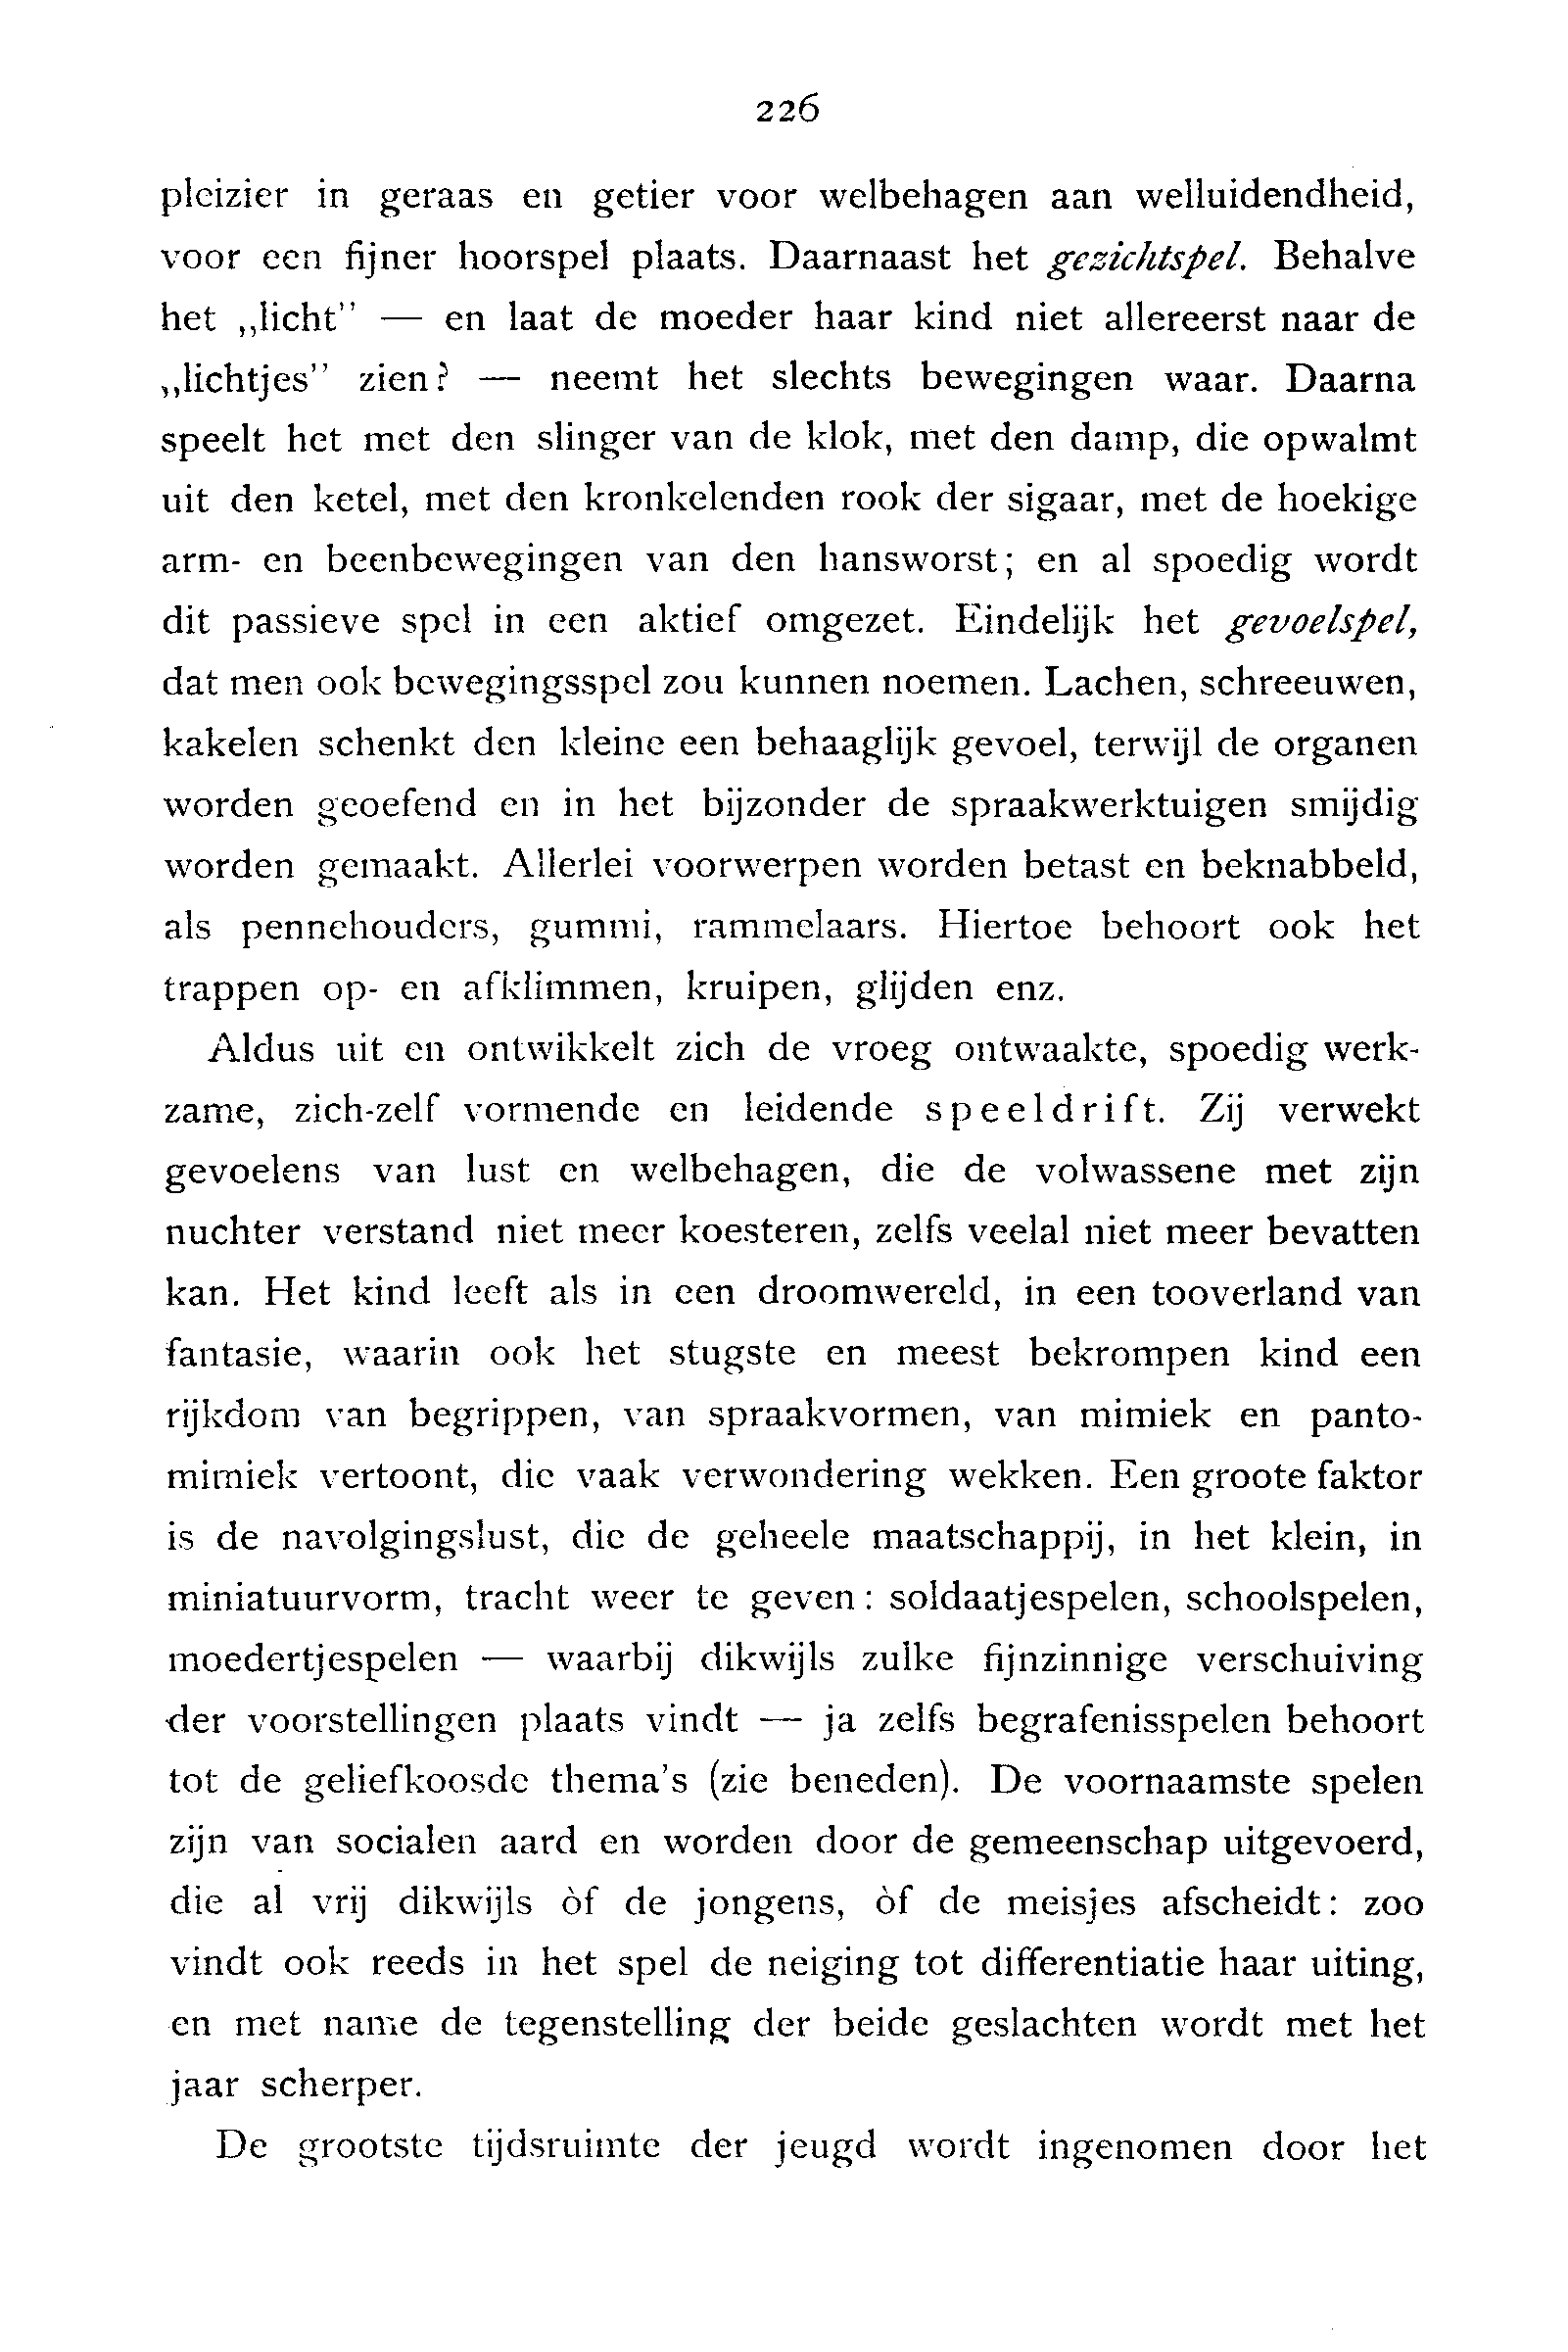 226
pleizier in geraas en getier voor welbehagen aan welluidendheid,
voor een fijner hoorspel plaats. Daarnaast het gezichtspel. Behalve
het „licht” — en laat de moeder haar kind niet allereerst naar de
„lichtjes” zien? — neemt het slechts bewegingen waar. Daarna
speelt het met den slinger van de klok, met den damp, die opwalmt
uit den ketel, met den kronkelenden rook der sigaar, met de hoekige
arm- en beenbewegingen van den hansworst; en al spoedig wordt
dit passieve spel in een aktief omgezet. Eindelijk het gevoelspel,
dat men ook bewegingsspel zou kunnen noemen. Lachen, schreeuwen,
kakelen schenkt den kleine een behaaglijk gevoel, terwijl de organen
worden geoefend en in het bijzonder de spraakwerktuigen smijdig
worden gemaakt. Allerlei voorwerpen worden betast en beknabbeld,
als pennehouders, gummi, rammelaars. Hiertoe behoort ook het
trappen op- en afklimmen, kruipen, glijden enz.
Aldus uit en ontwikkelt zich de vroeg ontwaakte, spoedig werk-
zame, zich-zelf vormende en leidende speeldrift. Zij verwekt
gevoelens van lust en welbehagen, die de volwassene met zijn
nuchter verstand niet meer koesteren, zelfs veelal niet meer bevatten
kan. Het kind leeft als in een droomwereld, in een tooverland van
fantasie, waarin ook het stugste en meest bekrompen kind een
rijkdom van begrippen, van spraakvormen, van mimiek en panto-
mimiek vertoont, die vaak verwondering wekken. Een groote faktor
is de navolgingslust, die de geheele maatschappij, in het klein, in
miniatuurvorm, tracht weer te geven: soldaatjespelen, schoolspelen,
moedertjespelen — waarbij dikwijls zulke fijnzinnige verschuiving
der voorstellingen plaats vindt — ja zelfs begrafenisspelen behoort
tot de geliefkoosde thema's (zie beneden). De voornaamste spelen
zijn van socialen aard en worden door de gemeenschap uitgevoerd,
die al vrij dikwijls òf de jongens, òf de meisjes afscheidt: zoo
vindt ook reeds in het spel de neiging tot differentiatie haar uiting,
en met name de tegenstelling der beide geslachten wordt met het
jaar scherper.
De grootste tijdsruimte der jeugd wordt ingenomen door het